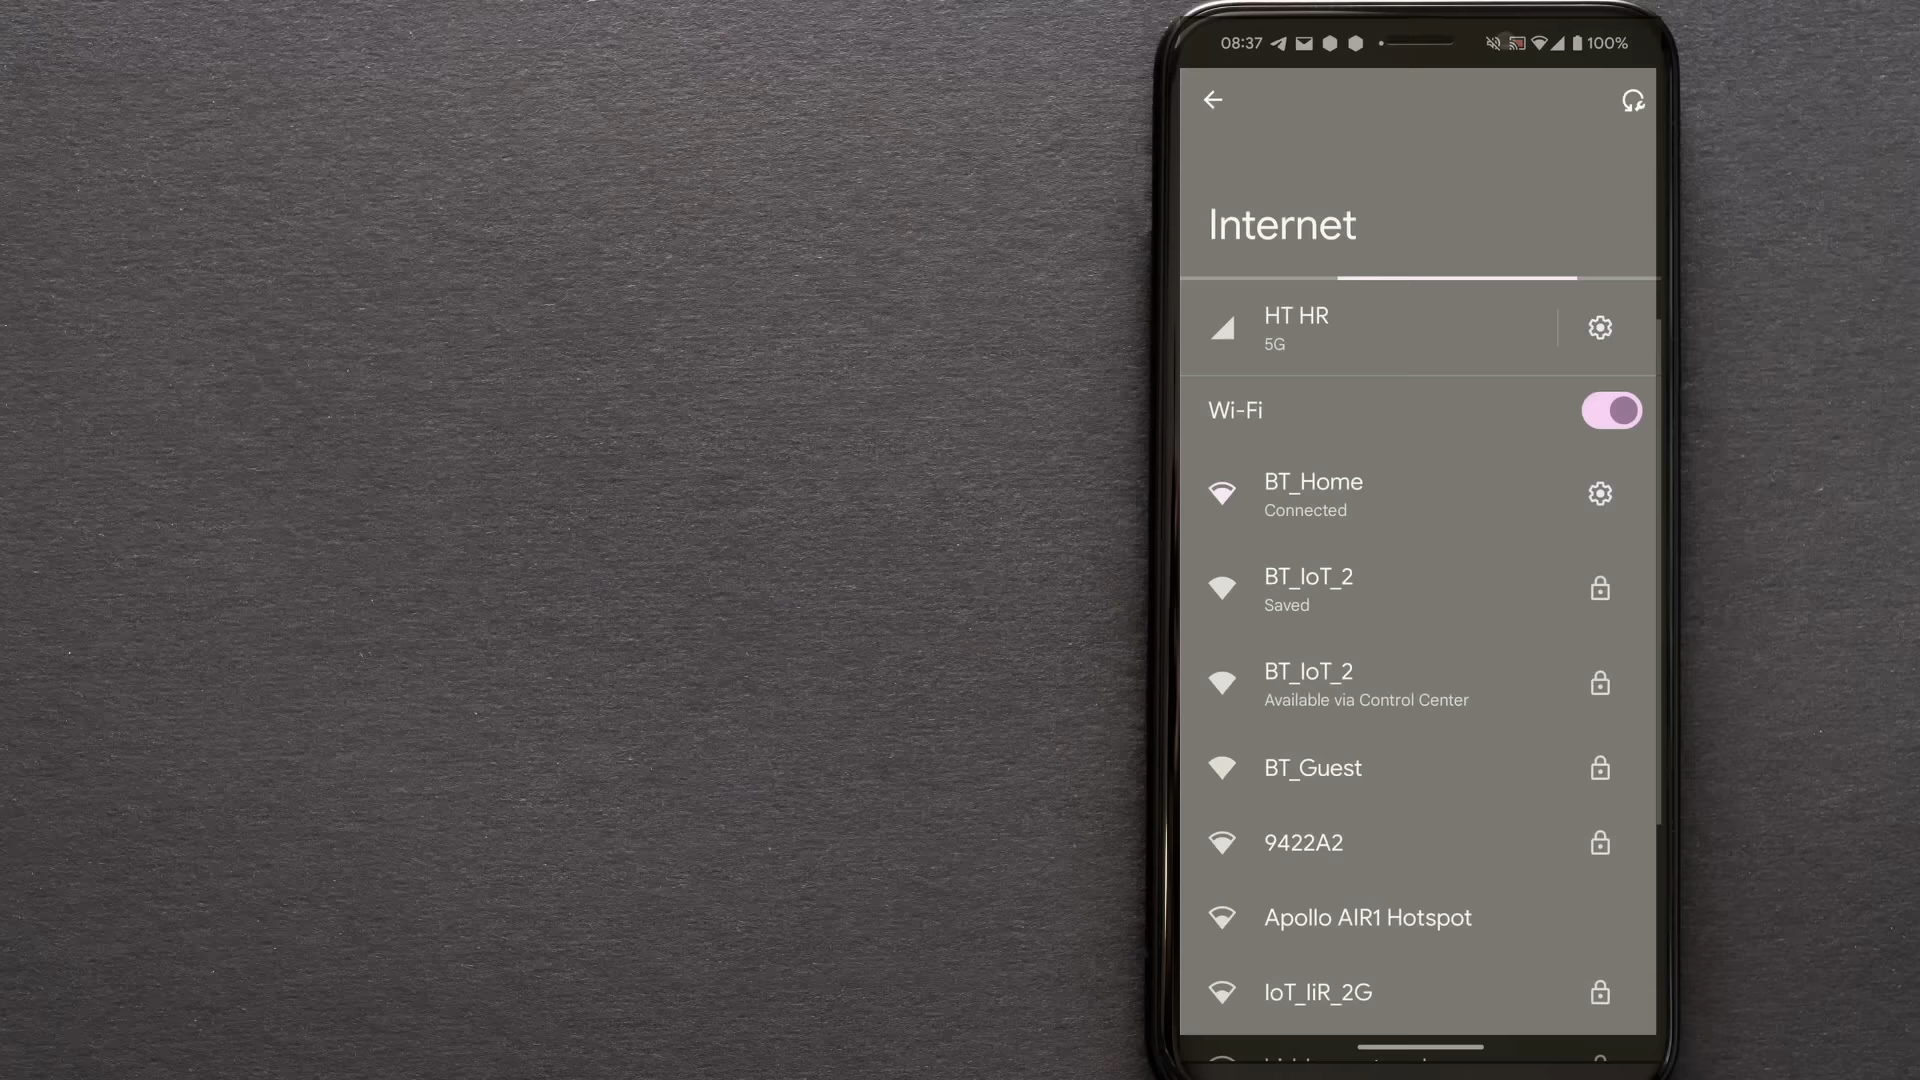 08:37
100%
Internet
HT HR
5G
Wi-Fi
BT_Home
Connected
BT_IoT_2
Saved
BT_IoT_2
Available via Control Center
BT_Guest
9422A2
Apollo AIR1 Hotspot
IoT_liR_2G